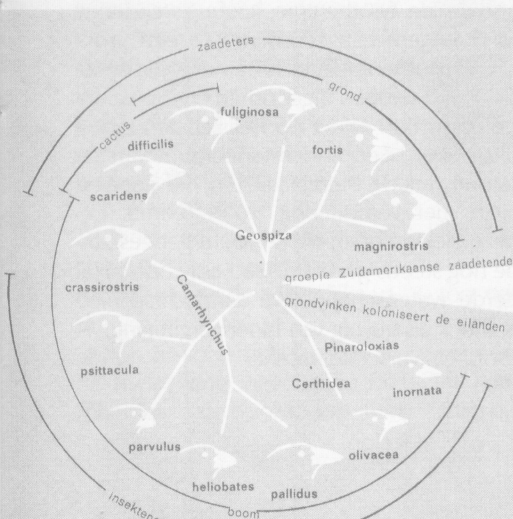 zaadeters
grond
cactus
fuliginosa
difficilis
fortis
scaridens
Geospiza
magnirostris
groepje Zuidamerikaanse zaadetende
grondvinken koloniseert de eilanden
crassirostris
Camarhynchus
Pinaroloxias
psittacula
Certhidea
inornata
parvulus
olivacea
heliobates
pallidus
boom